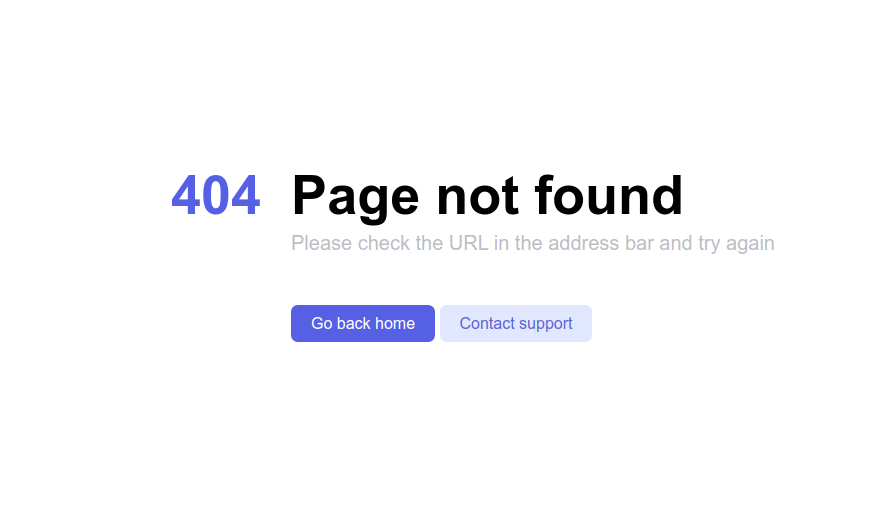 404 Page not found
Please check the URL in the address bar and try again
Go back home Contact support